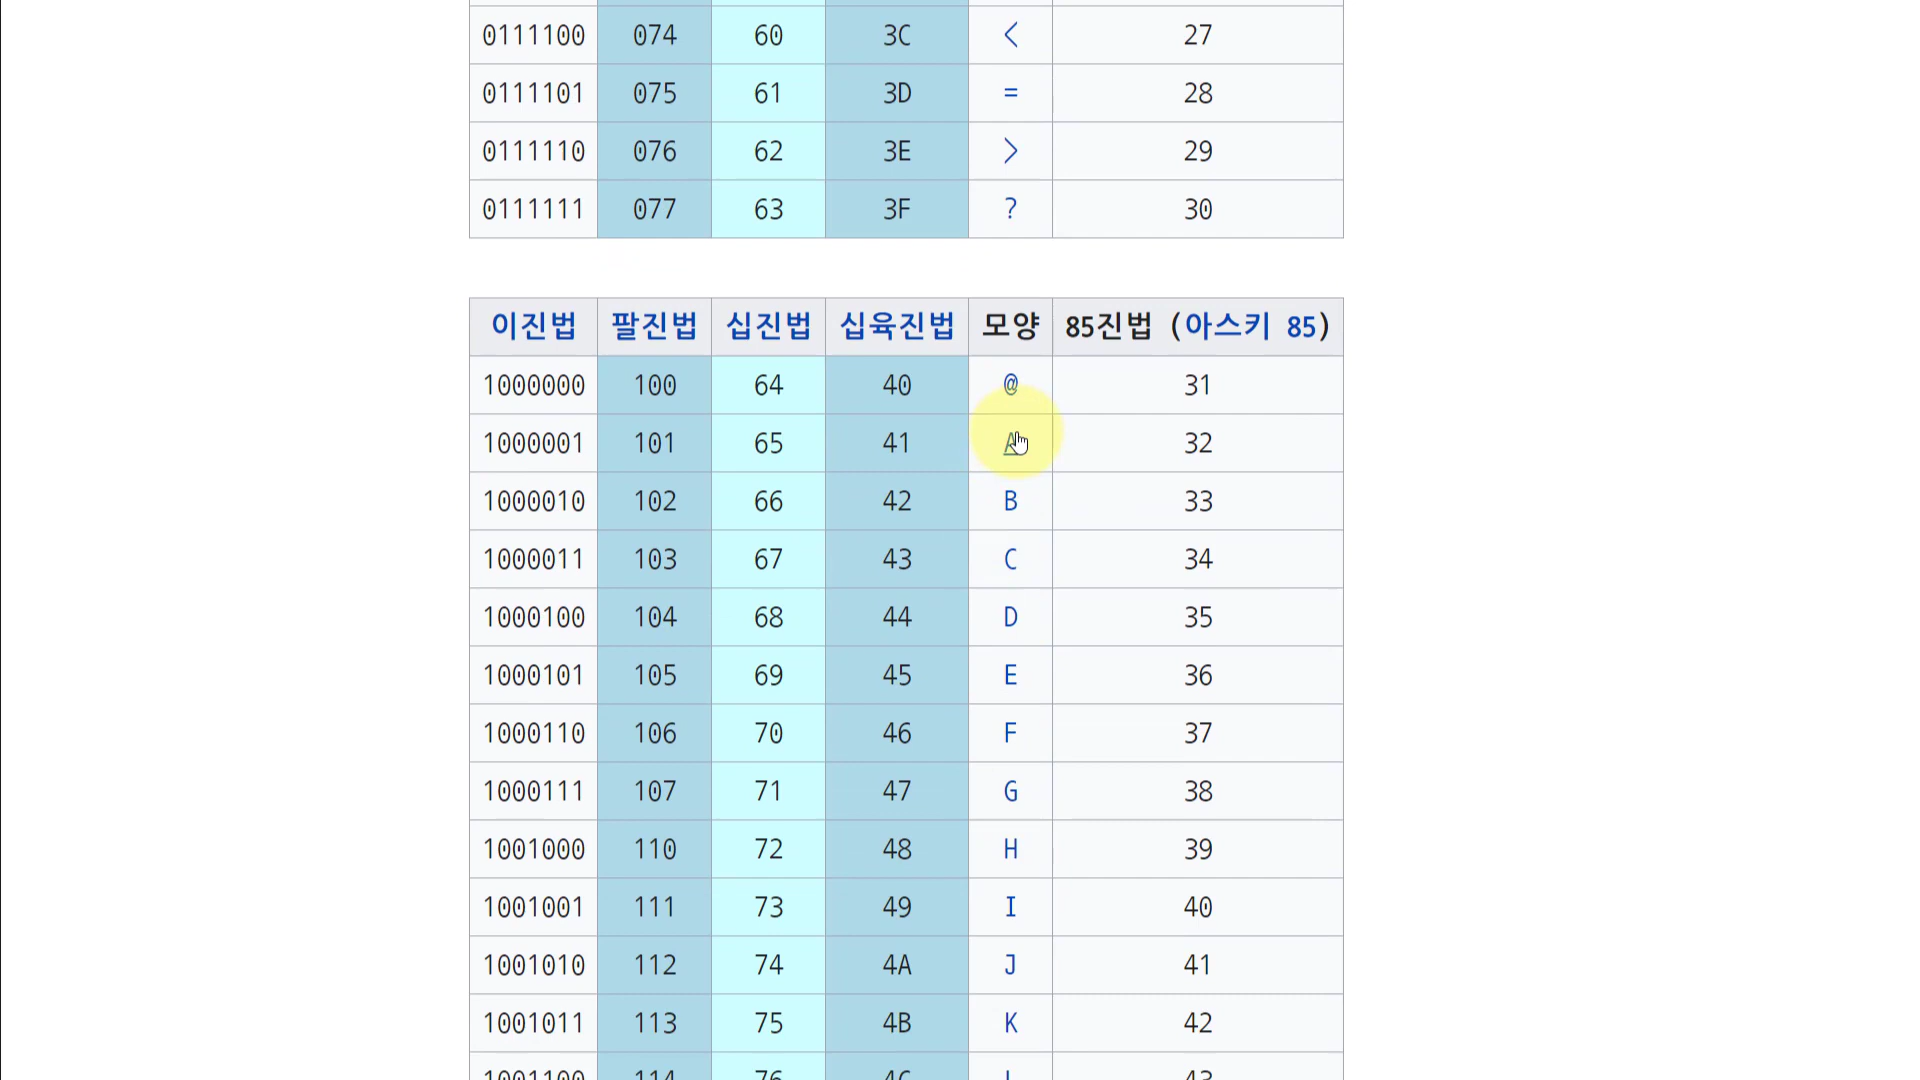 0111100 074 60 3C < 27
0111101 075 61 3D = 28
0111110 076 62 3E > 29
0111111 077 63 3F ? 30
이진법 팔진법 십진법 십육진법 모양 85진법 (아스키 85)
1000000 100 64 40 @ 31
1000001 101 65 41 A 32
1000010 102 66 42 B 33
1000011 103 67 43 C 34
1000100 104 68 44 D 35
1000101 105 69 45 E 36
1000110 106 70 46 F 37
1000111 107 71 47 G 38
1001000 110 72 48 H 39
1001001 111 73 49 I 40
1001010 112 74 4A J 41
1001011 113 75 4B K 42
1001100 114 76 4C L 43